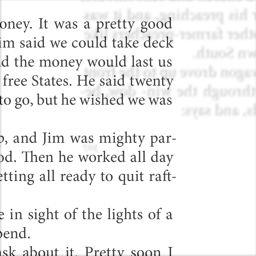 oney. It was a pretty good
im said we could take deck
d the money would last us
free States. He said twenty
to go, but he wished we was
o, and Jim was mighty par-
od. Then he worked all day
etting all ready to quit raft-
e in sight of the lights of a
bend.
ask about it. Pretty soon I